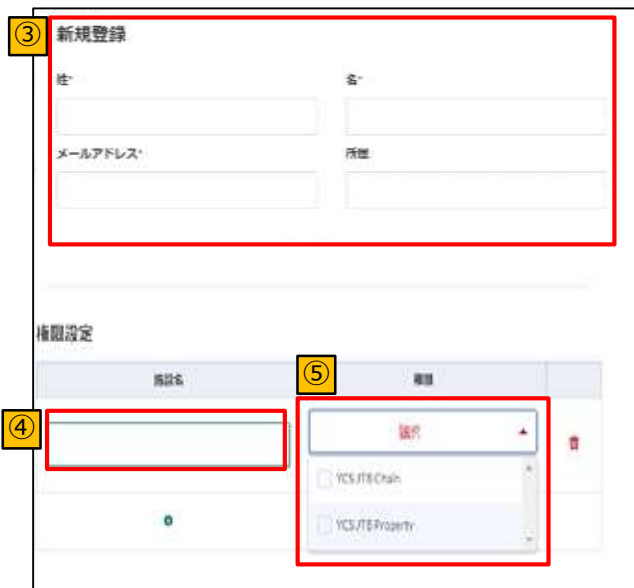 ③ 新規登録
姓* 名*
メールアドレス* 所属
権限設定
施設名 ⑤ 権限
④ 選択
YCS JTB Chain
YCS JTB Property